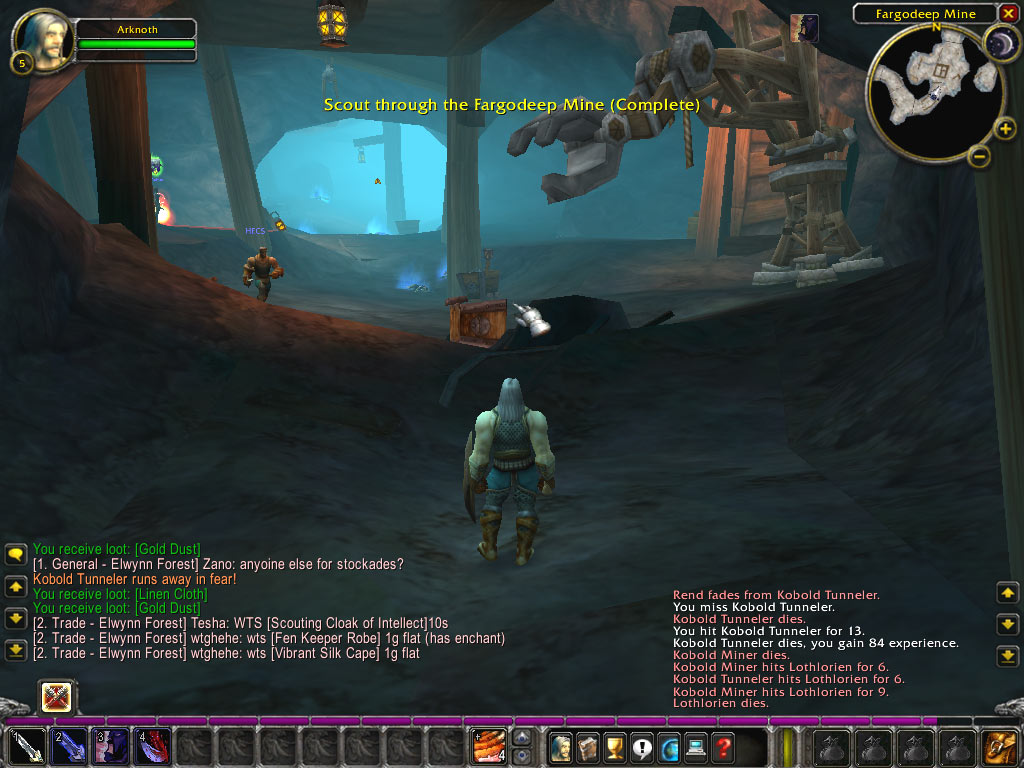 Arknoth
5
Fargodeep Mine
N
Scout through the Fargodeep Mine (Complete)
HFCS
You receive loot: [Gold Dust]
[1. General - Elwynn Forest] Zano: anyoine else for stockades?
Kobold Tunneler runs away in fear!
You receive loot: [Linen Cloth]
You receive loot: [Gold Dust]
[2. Trade - Elwynn Forest] Tesha: WTS [Scouting Cloak of Intellect]10s
[2. Trade - Elwynn Forest] wtghehe: wts [Fen Keeper Robe] 1g flat (has enchant)
[2. Trade - Elwynn Forest] wtghehe: wts [Vibrant Silk Cape] 1g flat
Rend fades from Kobold Tunneler.
You miss Kobold Tunneler.
Kobold Tunneler dies.
You hit Kobold Tunneler for 13.
Kobold Tunneler dies, you gain 84 experience.
Kobold Miner dies.
Kobold Miner hits Lothlorien for 6.
Kobold Tunneler hits Lothlorien for 6.
Kobold Miner hits Lothlorien for 9.
Lothlorien dies.
1 2 3 4 + 4